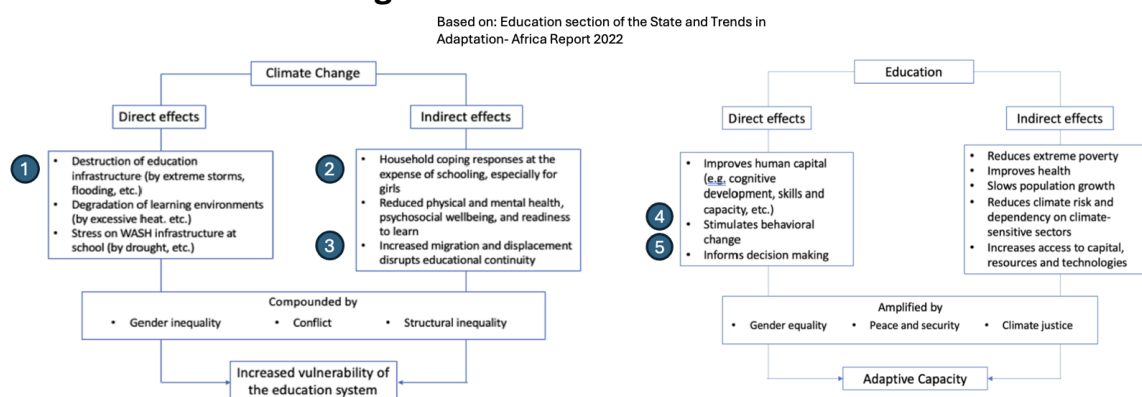 Based on: Education section of the State and Trends in
Adaptation- Africa Report 2022
Climate Change
Direct effects
Indirect effects
1
• Destruction of education
infrastructure (by extreme storms,
flooding, etc.)
• Degradation of learning environments
(by excessive heat. etc.)
• Stress on WASH infrastructure at
school (by drought, etc.)
2
• Household coping responses at the
expense of schooling, especially for
girls
• Reduced physical and mental health,
psychosocial wellbeing, and readiness
to learn
3
• Increased migration and displacement
disrupts educational continuity
Compounded by
• Gender inequality • Conflict • Structural inequality
Increased vulnerability of
the education system
Education
Direct effects
Indirect effects
• Improves human capital
(e.g. cognitive
development, skills and
capacity, etc.)
4
• Stimulates behavioral
change
5
• Informs decision making
• Reduces extreme poverty
• Improves health
• Slows population growth
• Reduces climate risk and
dependency on climate-
sensitive sectors
• Increases access to capital,
resources and technologies
Amplified by
• Gender equality • Peace and security • Climate justice
Adaptive Capacity